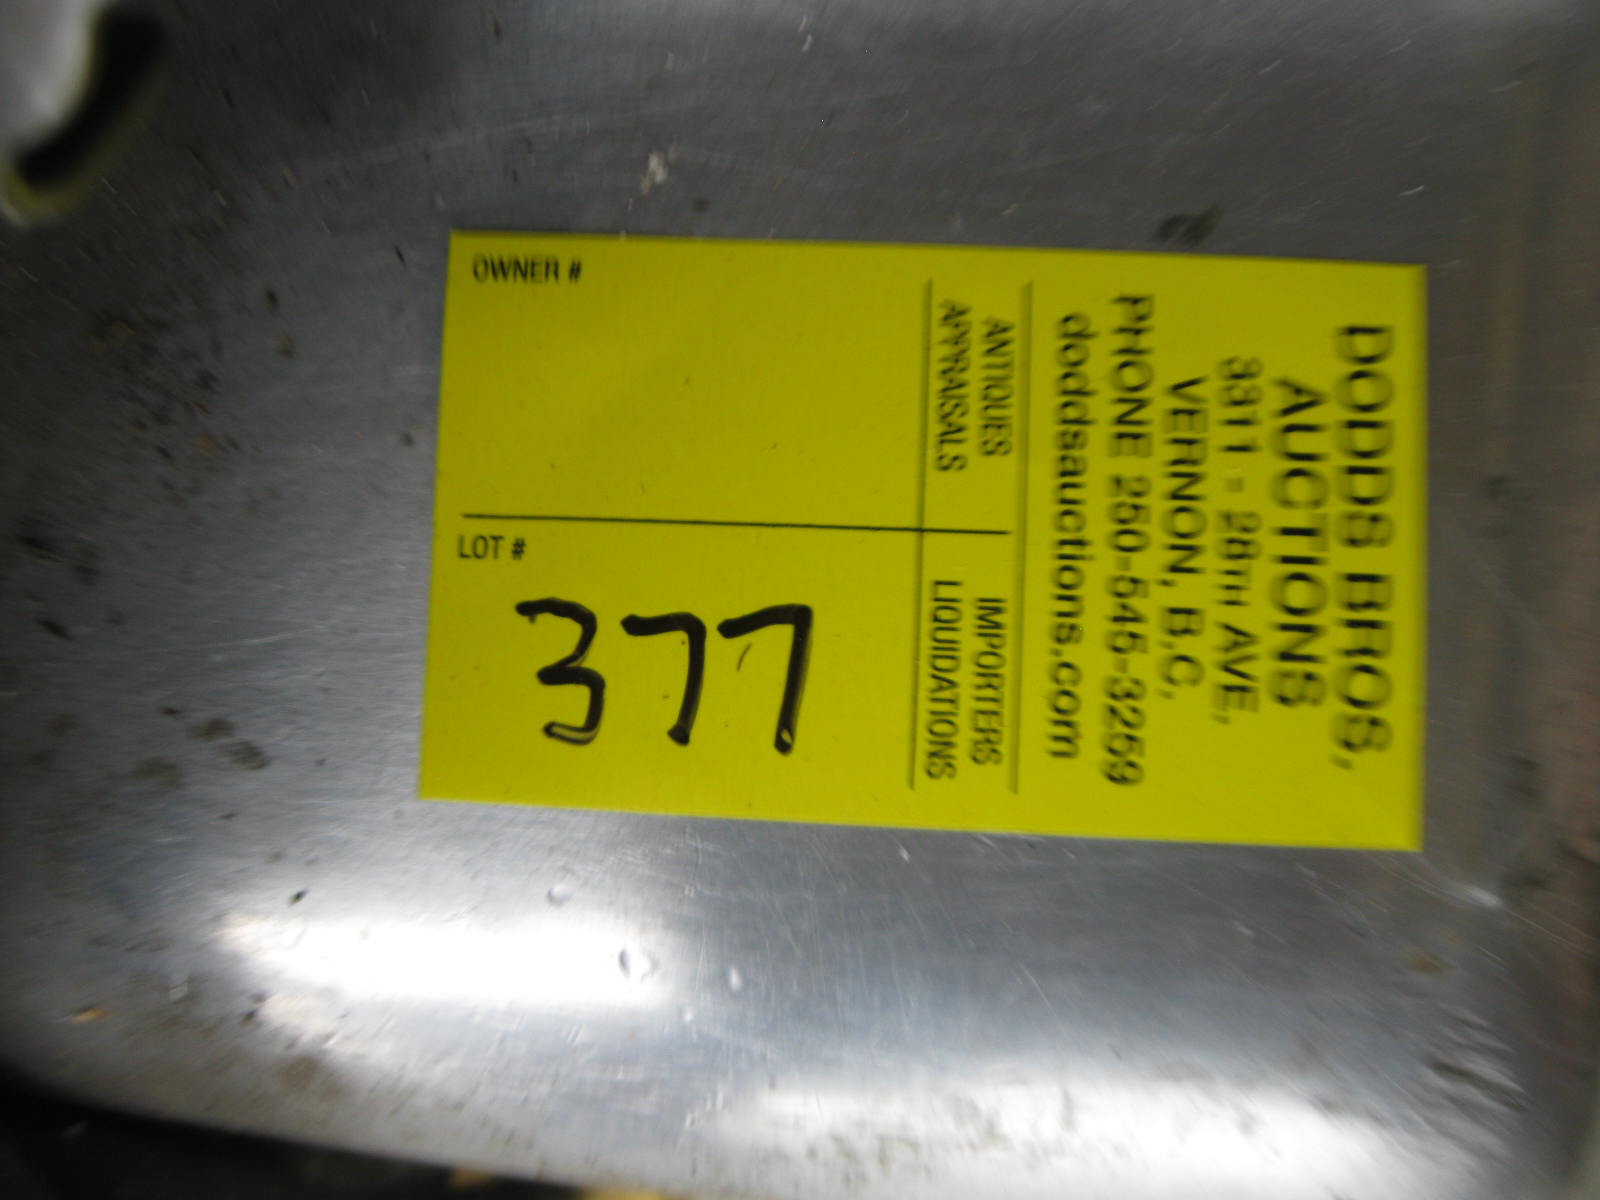 DODDS BROS,
AUCTIONS
3311 - 28TH AVE,
VERNON, B.C,
PHONE 250-545-3259
doddsauctions.com
ANTIQUES IMPORTERS
APPRAISALS LIQUIDATIONS
OWNER #
LOT #
377